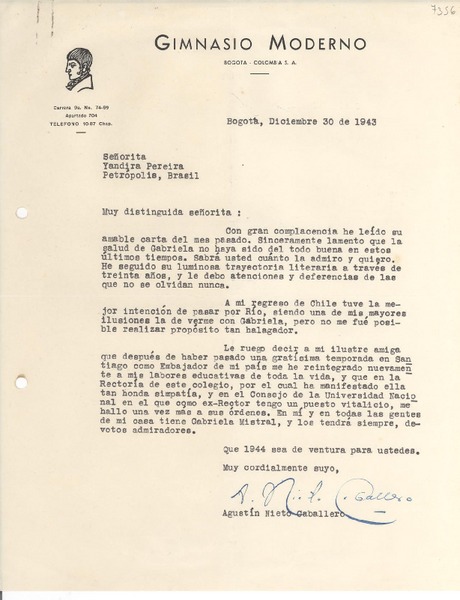 7356
GIMNASIO MODERNO
BOGOTA - COLOMBIA S. A.
Carrera 9a. No. 74-99
Apartado 704
TELEFONO 10-67 Chap.
Bogotá, Diciembre 30 de 1943
Señorita
Yandira Pereira
Petrópolis, Brasil
Muy distinguida señorita :
Con gran complacencia he leído su
amable carta del mes pasado. Sinceramente lamento que la
salud de Gabriela no haya sido del todo buena en estos
últimos tiempos. Sabrá usted cuánto la admiro y quiero.
He seguido su luminosa trayectoria literaria a traves de
treinta años, y le debo atenciones y deferencias de las
que no se olvidan nunca.
A mi regreso de Chile tuve la me-
jor intención de pasar por Río, siendo una de mis mayores
ilusiones la de verme con Gabriela, pero no me fué posi-
ble realizar propósito tan halagador.
Le ruego decir a mi ilustre amiga
que después de haber pasado una gratísima temporada en San
tiago como Embajador de mi país me he reintegrado nuevamen
te a mis labores educativas de toda la vida, y que en la
Rectoría de este colegio, por el cual ha manifestado ella
tan honda simpatía, y en el Consejo de la Universidad Nacio
nal en el que como ex-Rector tengo un puesto vitalicio, me
hallo una vez más a sus órdenes. En mí y en todas las gentes
de mi casa tiene Gabriela Mistral, y los tendrá siempre, de-
votos admiradores.
Que 1944 sea de ventura para ustedes.
Muy cordialmente suyo,
A. Nieto Caballero
Agustín Nieto Caballero